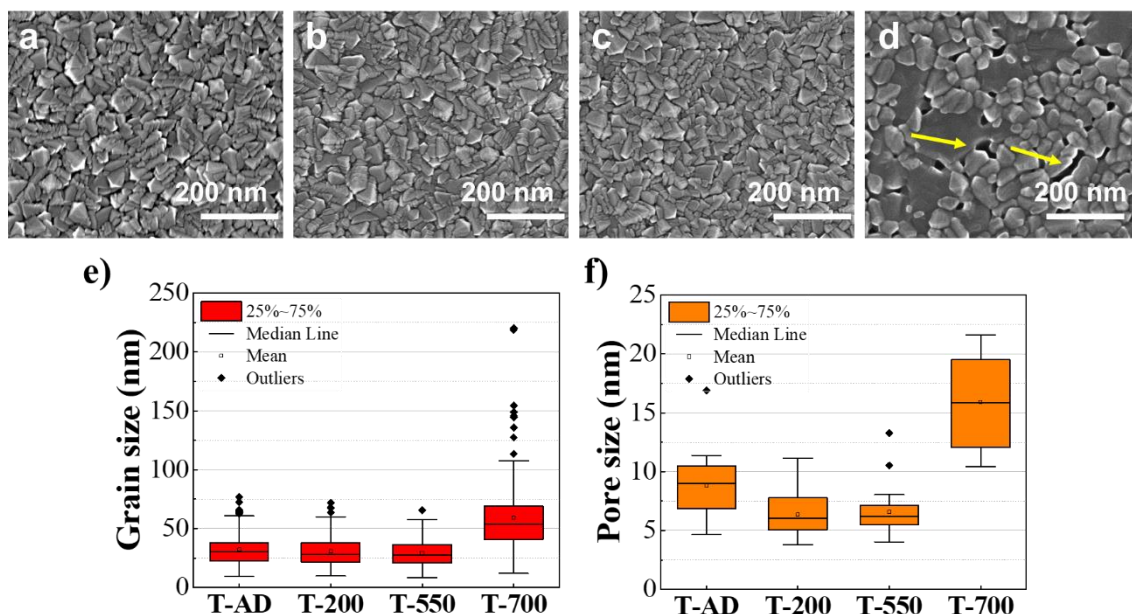 a
b
c
d
200 nm
200 nm
200 nm
200 nm
e)
f)
250
200
150
100
50
0
Grain size (nm)
25%~75%
Median Line
Mean
Outliers
T-AD T-200 T-550 T-700
25
20
15
10
5
0
Pore size (nm)
25%~75%
Median Line
Mean
Outliers
T-AD T-200 T-550 T-700